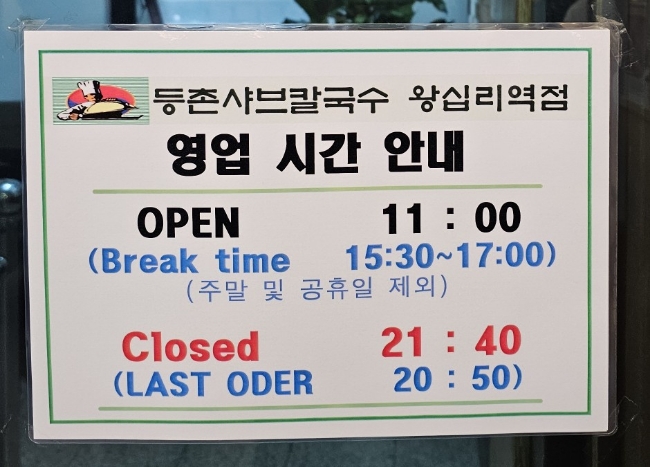 등촌샤브칼국수 왕십리역점
영업 시간 안내
OPEN 11 : 00
(Break time 15:30~17:00)
(주말 및 공휴일 제외)
Closed 21 : 40
(LAST ODER 20 : 50)